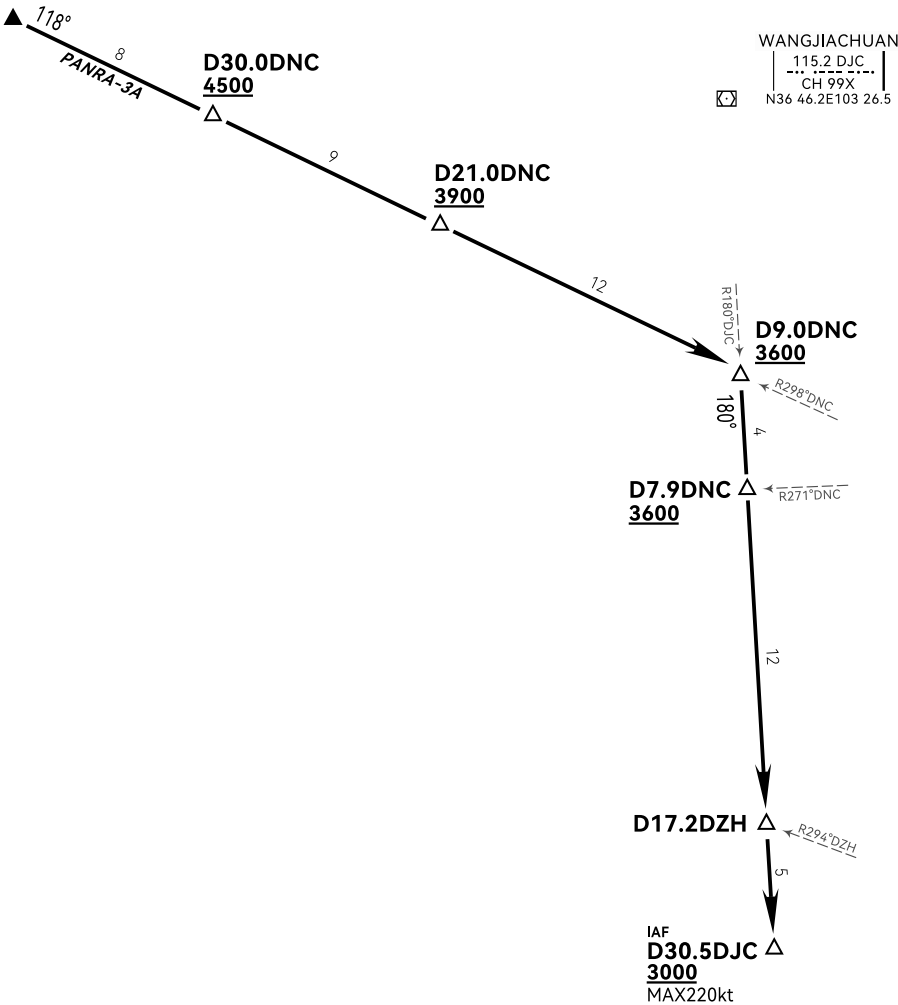 118°
8
PANRA-3A
D30.0DNC
4500
WANGJIACHUAN
115.2 DJC
CH 99X
N36 46.2E103 26.5
9
D21.0DNC
3900
12
R180°DJC
D9.0DNC
3600
R298°DNC
180°
4
D7.9DNC
3600
R271°DNC
12
D17.2DZH
R294°DZH
5
IAF
D30.5DJC
3000
MAX220kt